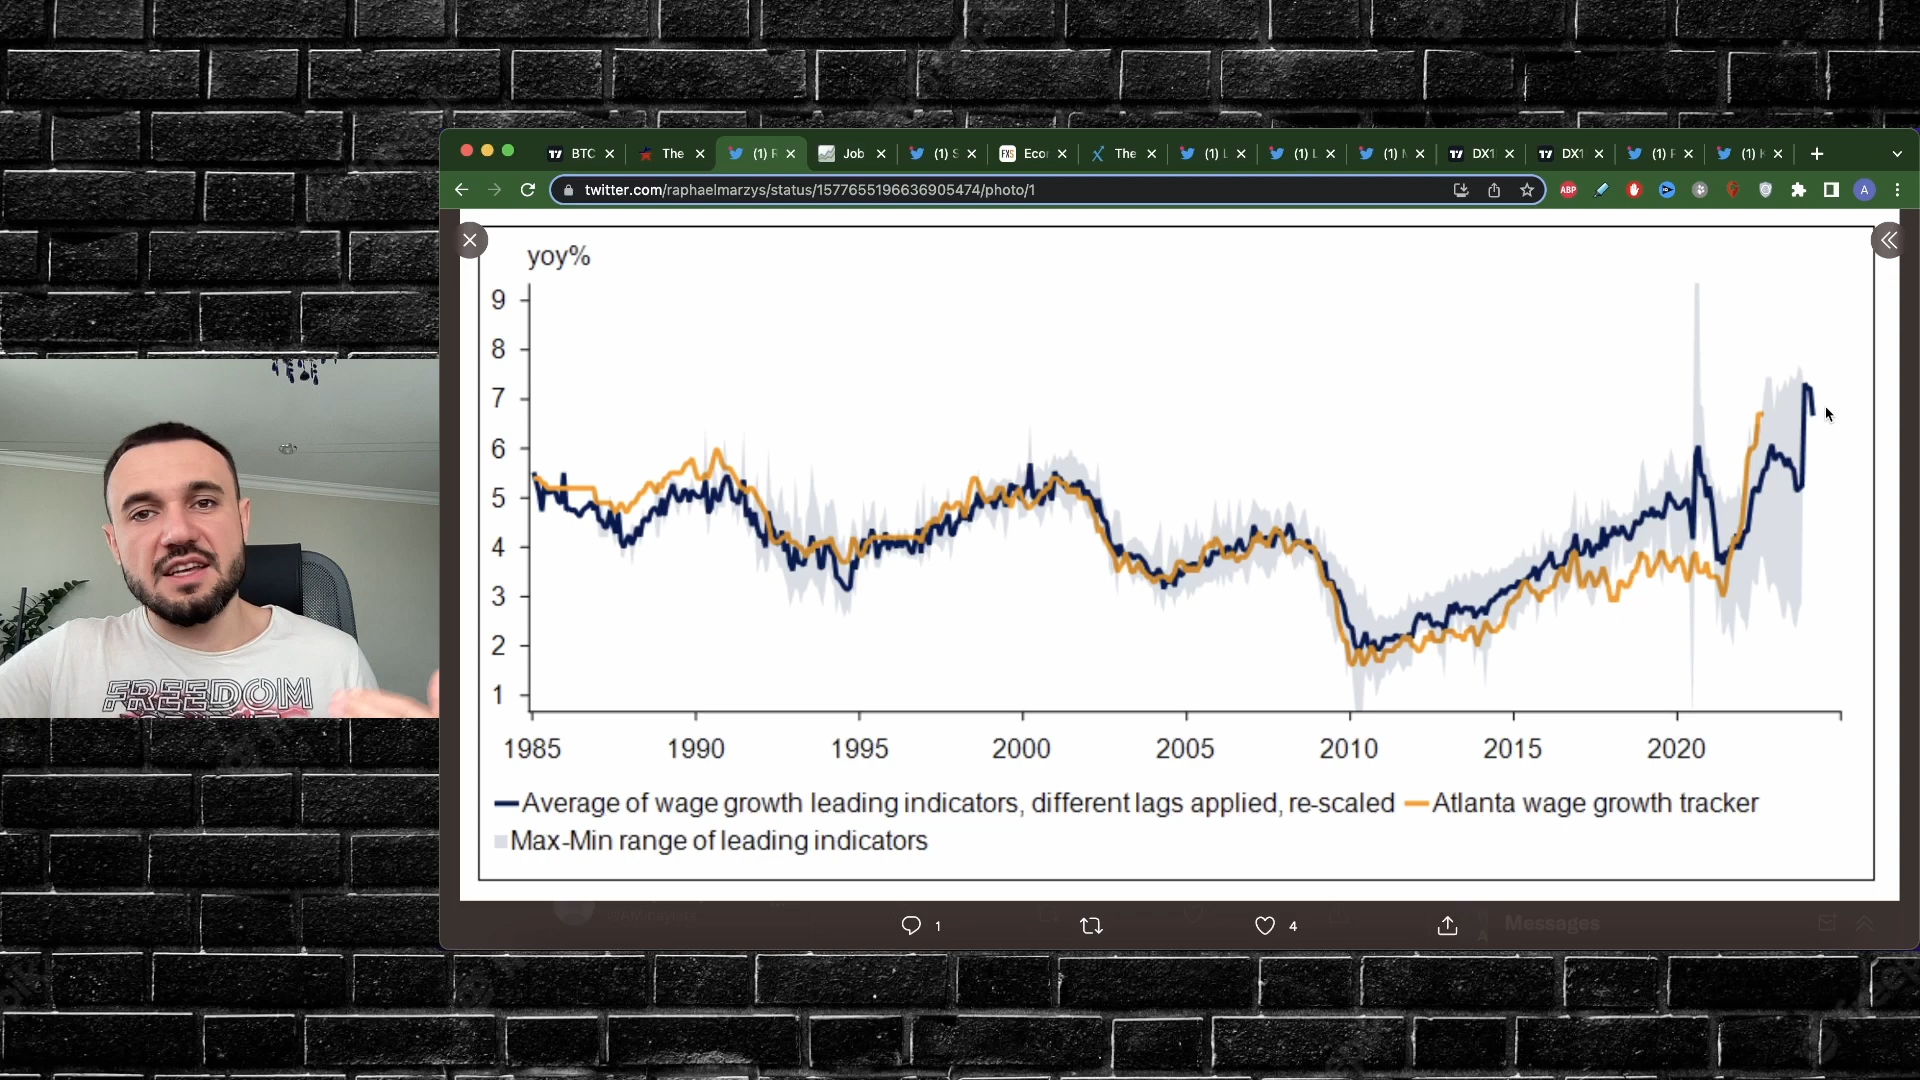 BTC
The
(1) F
Job
(1) S
FXS
Ecor
The
(1) L
(1) L
(1) M
DX1
DX1
(1) F
(1) H
twitter.com/raphaelmarzys/status/1577655196636905474/photo/1
ABP
A
yoy%
9
8
7
6
5
4
3
2
1
1985 1990 1995 2000 2005 2010 2015 2020
Average of wage growth leading indicators, different lags applied, re-scaled Atlanta wage growth tracker
Max-Min range of leading indicators
1
4
Messages
FREEDOM